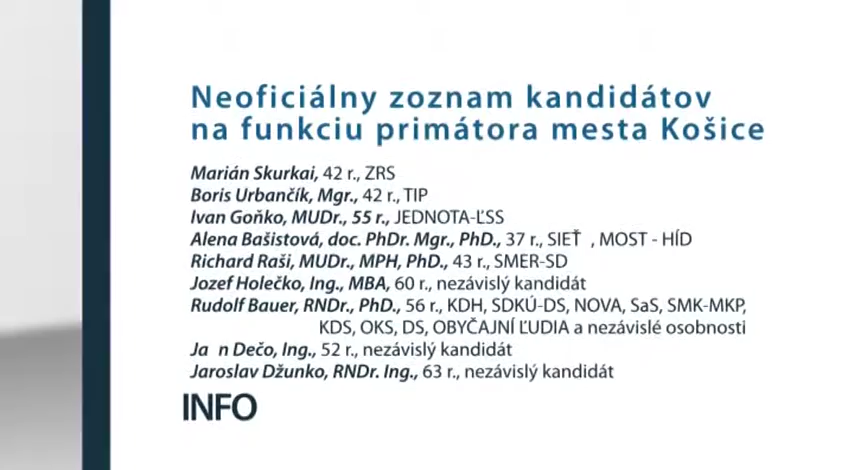 Neoficiálny zoznam kandidátov
na funkciu primátora mesta Košice
Marián Skurkai, 42 r., ZRS
Boris Urbančík, Mgr., 42 r., TIP
Ivan Goňko, MUDr., 55 r., JEDNOTA-ĽSS
Alena Bašistová, doc. PhDr. Mgr., PhD., 37 r., SIEŤ , MOST - HÍD
Richard Raši, MUDr., MPH, PhD., 43 r., SMER-SD
Jozef Holečko, Ing., MBA, 60 r., nezávislý kandidát
Rudolf Bauer, RNDr., PhD., 56 r., KDH, SDKÚ-DS, NOVA, SaS, SMK-MKP,
KDS, OKS, DS, OBYČAJNÍ ĽUDIA a nezávislé osobnosti
Ja n Dečo, Ing., 52 r., nezávislý kandidát
Jaroslav Džunko, RNDr. Ing., 63 r., nezávislý kandidát
INFO